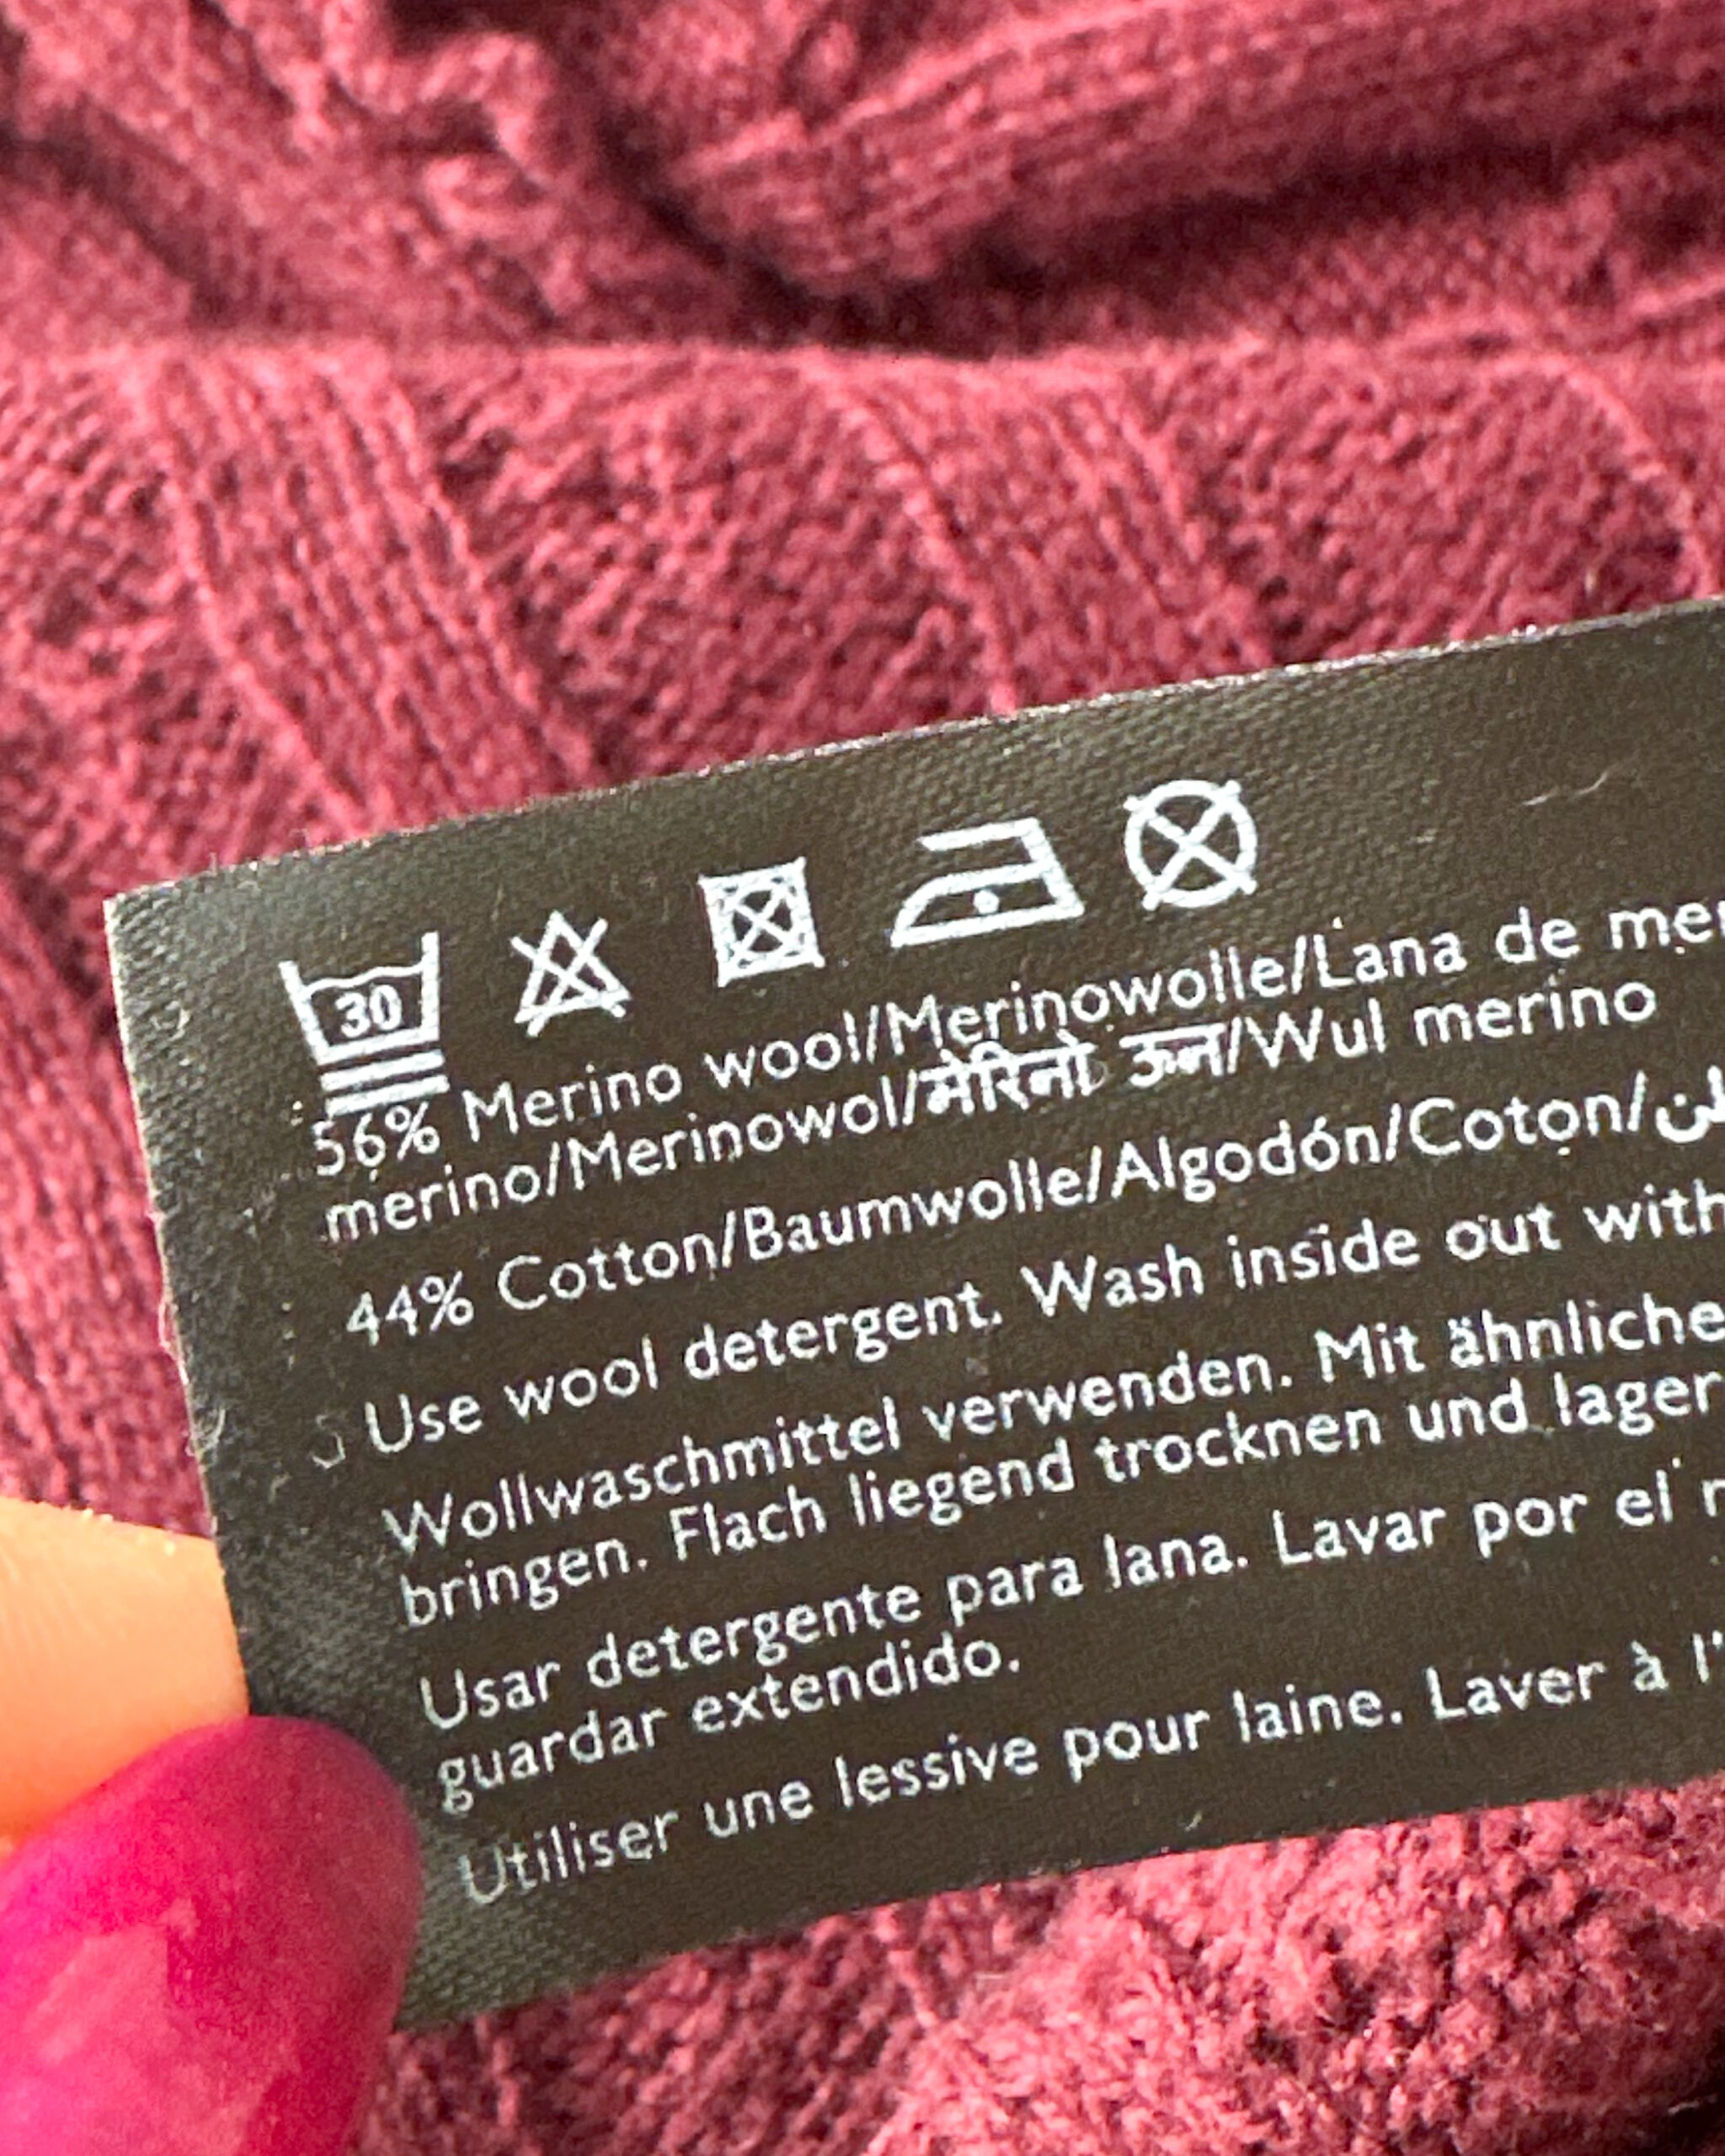 30
56% Merino wool/Merinowolle/Lana de mer
merino/Merinowol/मेरिनो ऊन/Wul merino
44% Cotton/Baumwolle/Algodón/Coton/
Use wool detergent. Wash inside out with
Wollwaschmittel verwenden. Mit ähnliche
bringen. Flach liegend trocknen und lager
Usar detergente para lana. Lavar por el r
guardar extendido.
Utiliser une lessive pour laine. Laver à l'